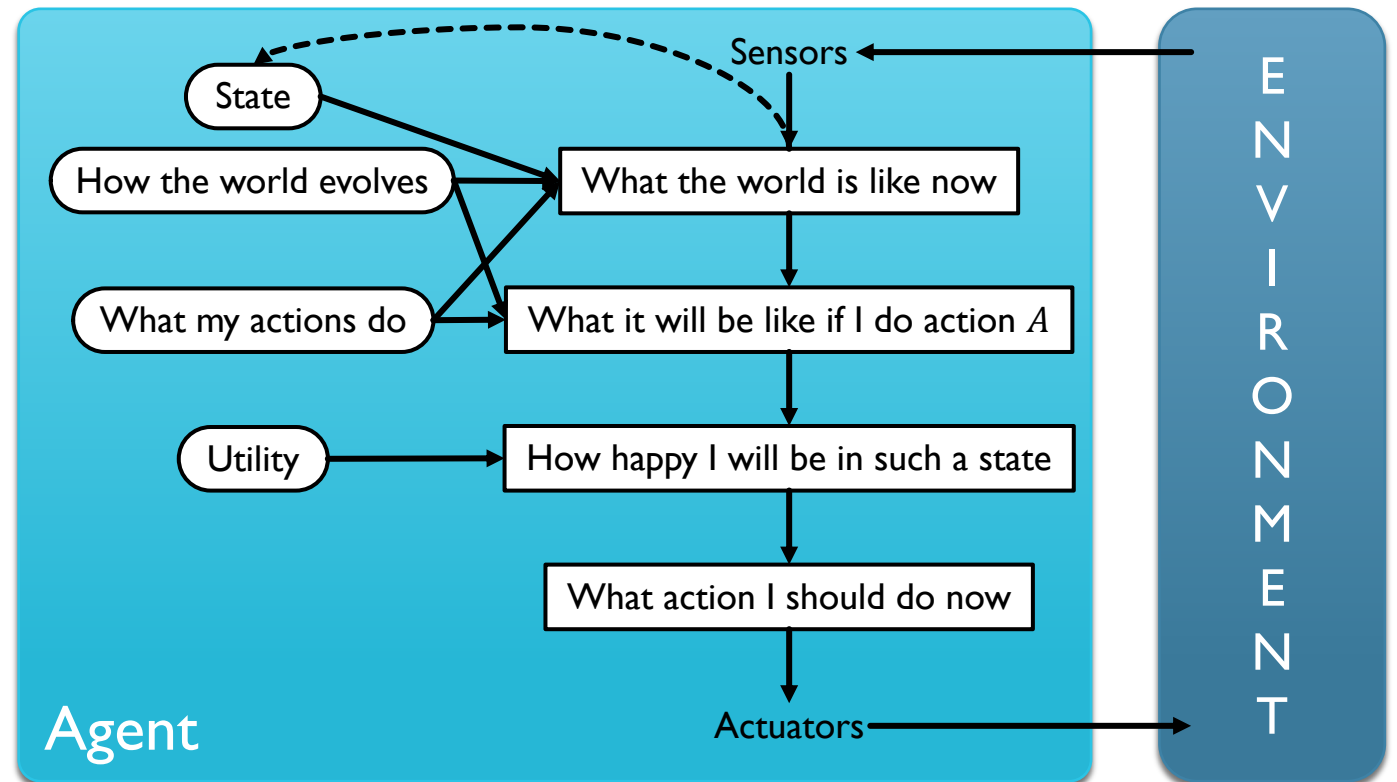 Sensors
State
How the world evolves
What the world is like now
What my actions do
What it will be like if I do action A
Utility
How happy I will be in such a state
What action I should do now
Agent
Actuators
ENVIRONMENT